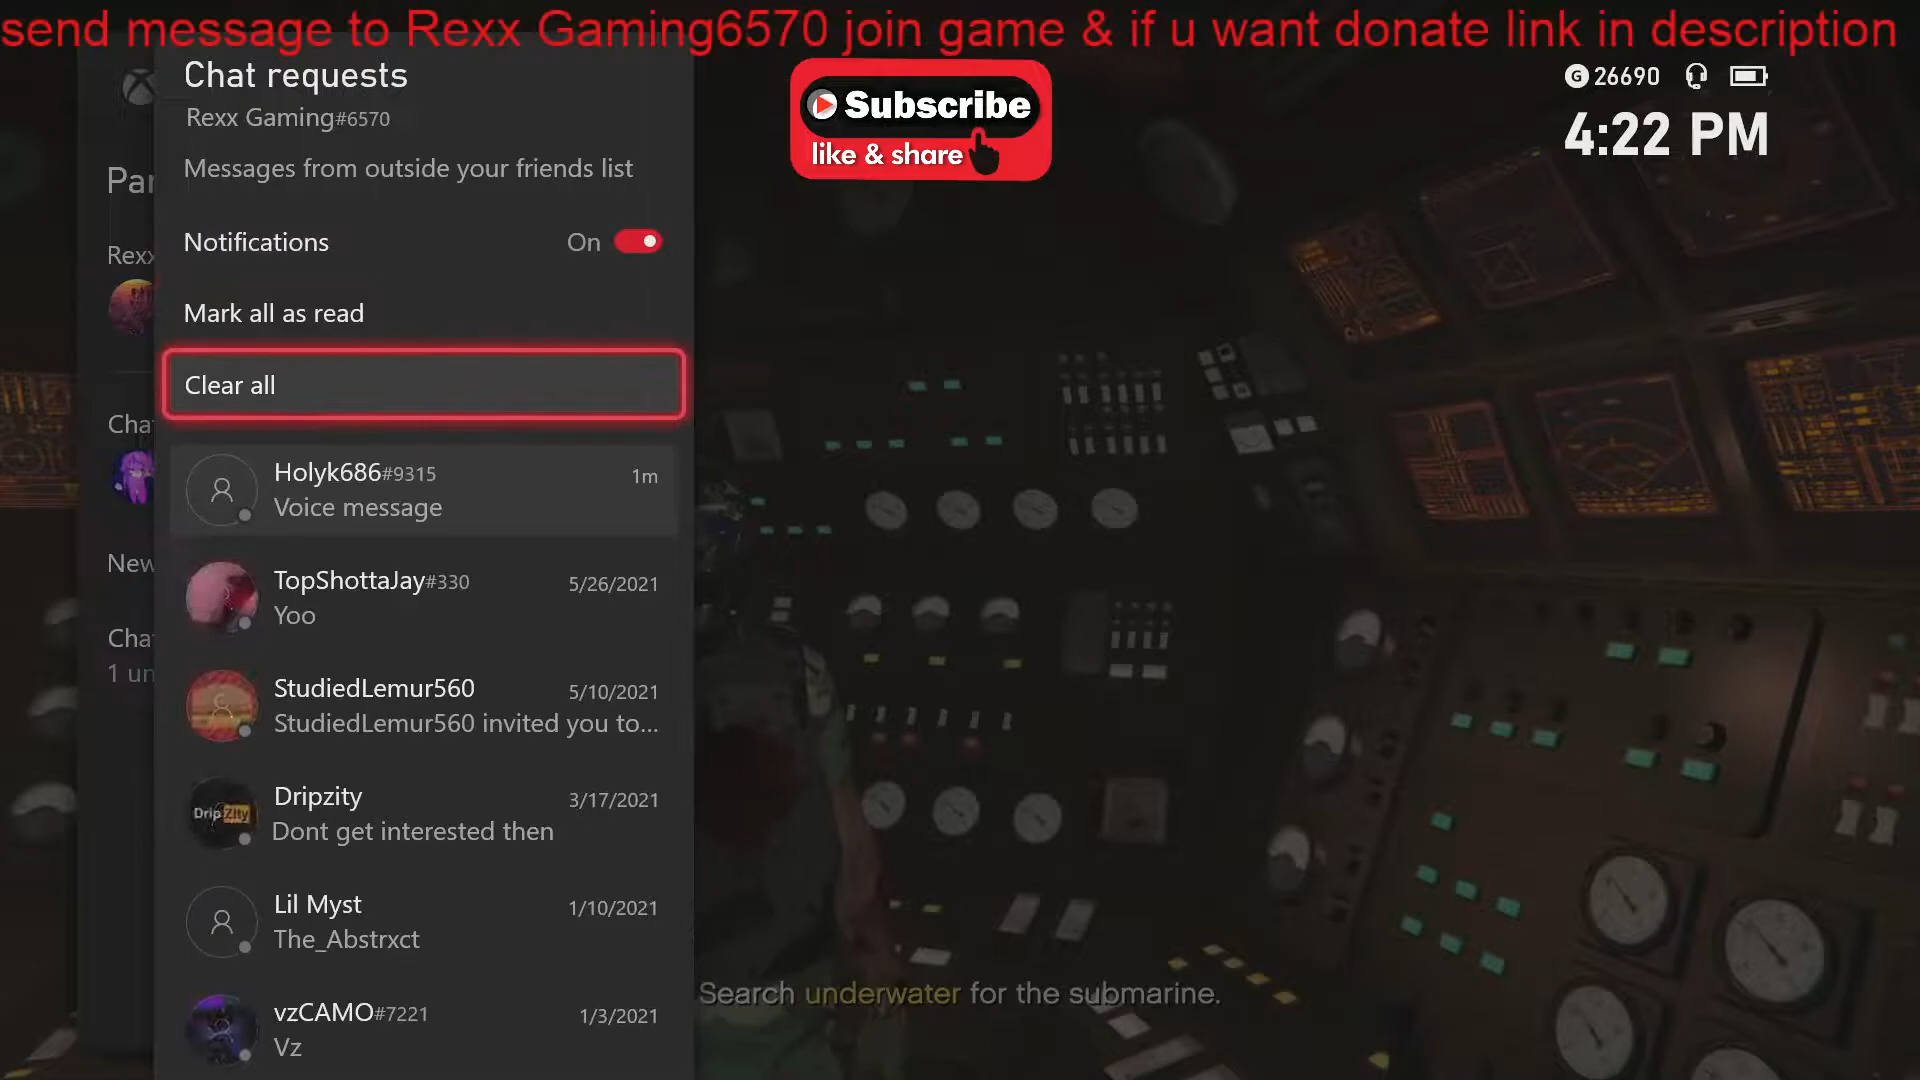 send message to Rexx Gaming6570 join game & if u want donate link in description
Chat requests
Rexx Gaming#6570
Messages from outside your friends list
Notifications On
Mark all as read
Clear all
Holyk686#9315 1m
Voice message
TopShottaJay#330 5/26/2021
Yoo
StudiedLemur560 5/10/2021
StudiedLemur560 invited you to...
Dripzity 3/17/2021
Dont get interested then
Lil Myst 1/10/2021
The_Abstrxct
vzCAMO#7221 1/3/2021
Vz
Par
Rexx
Cha
New
Cha
1 un
DripZity
Subscribe
like & share
G 26690
4:22 PM
Search underwater for the submarine.